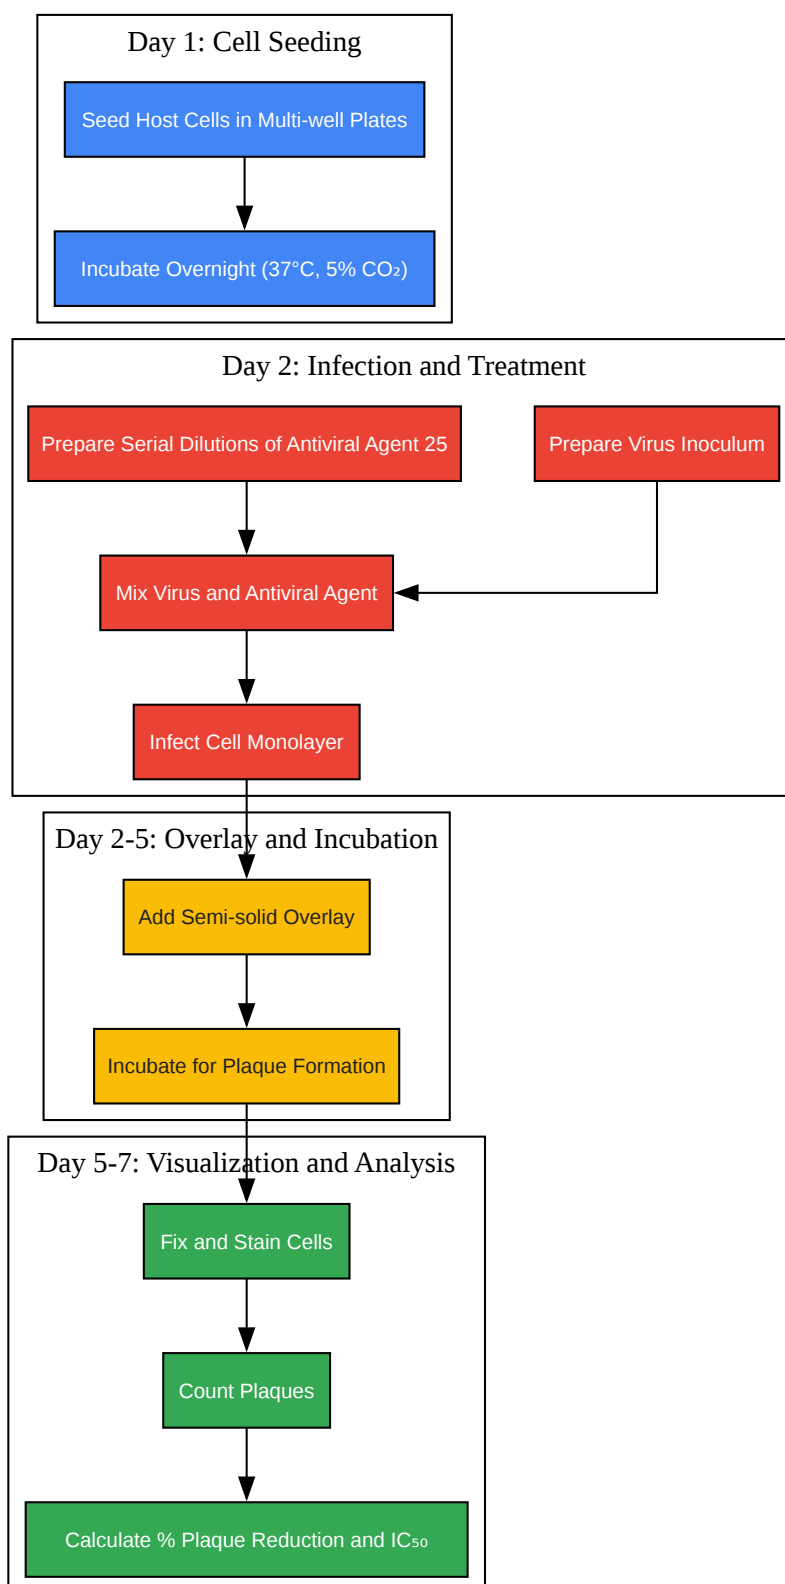 Day 1: Cell Seeding
Seed Host Cells in Multi-well Plates
Incubate Overnight (37°C, 5% CO₂)
Day 2: Infection and Treatment
Prepare Serial Dilutions of Antiviral Agent 25
Prepare Virus Inoculum
Mix Virus and Antiviral Agent
Infect Cell Monolayer
Day 2-5: Overlay and Incubation
Add Semi-solid Overlay
Incubate for Plaque Formation
Day 5-7: Visualization and Analysis
Fix and Stain Cells
Count Plaques
Calculate % Plaque Reduction and IC₅₀